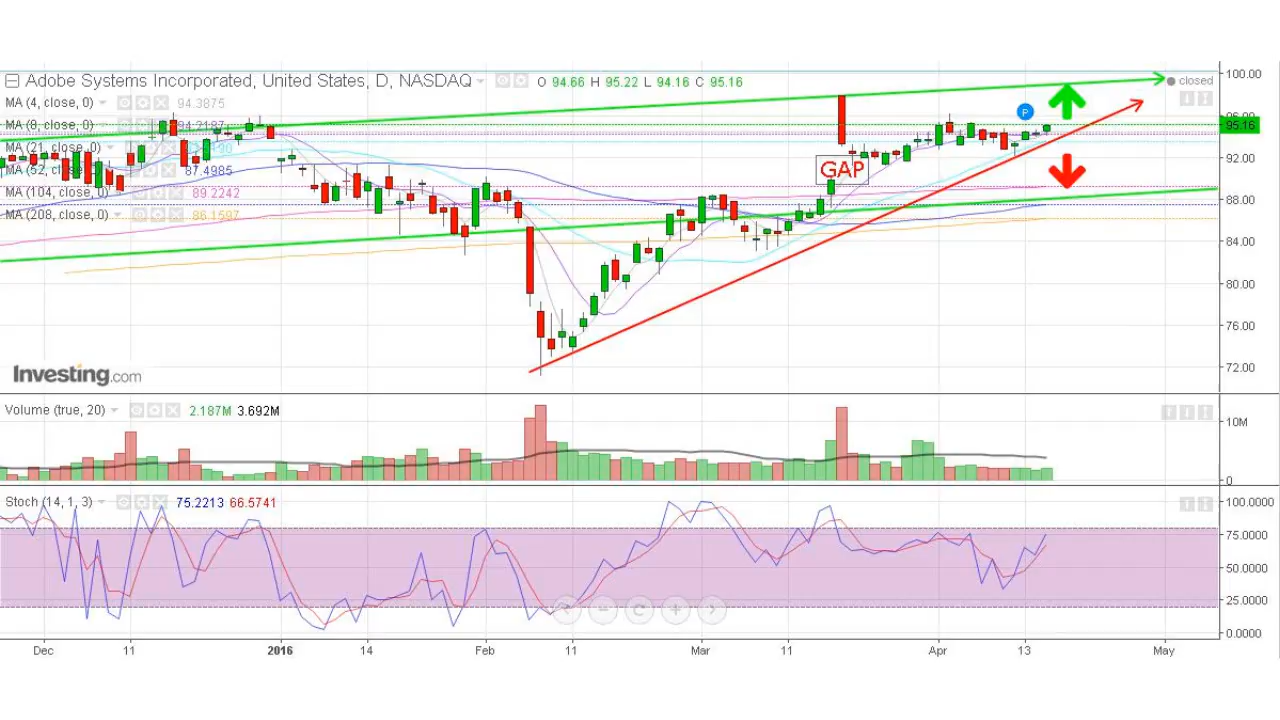 Adobe Systems Incorporated, United States, D, NASDAQ O 94.66 H 95.22 L 94.16 C 95.16
closed
100.00
MA (4, close, 0) 94.3875
MA (8, close, 0) 94.2187
P
96.00
95.16
MA (21, close, 0)
92.00
MA (52, close, 0) 87.4985
GAP
MA (104, close, 0) 89.2242
88.00
MA (208, close, 0) 86.1597
84.00
80.00
76.00
72.00
Investing.com
Volume (true, 20) 2.187M 3.692M
10M
0
Stoch (14, 1, 3) 75.2213 66.5741
100.0000
75.0000
50.0000
25.0000
0.0000
Dec 11 2016 14 Feb 11 Mar 11 Apr 13 May